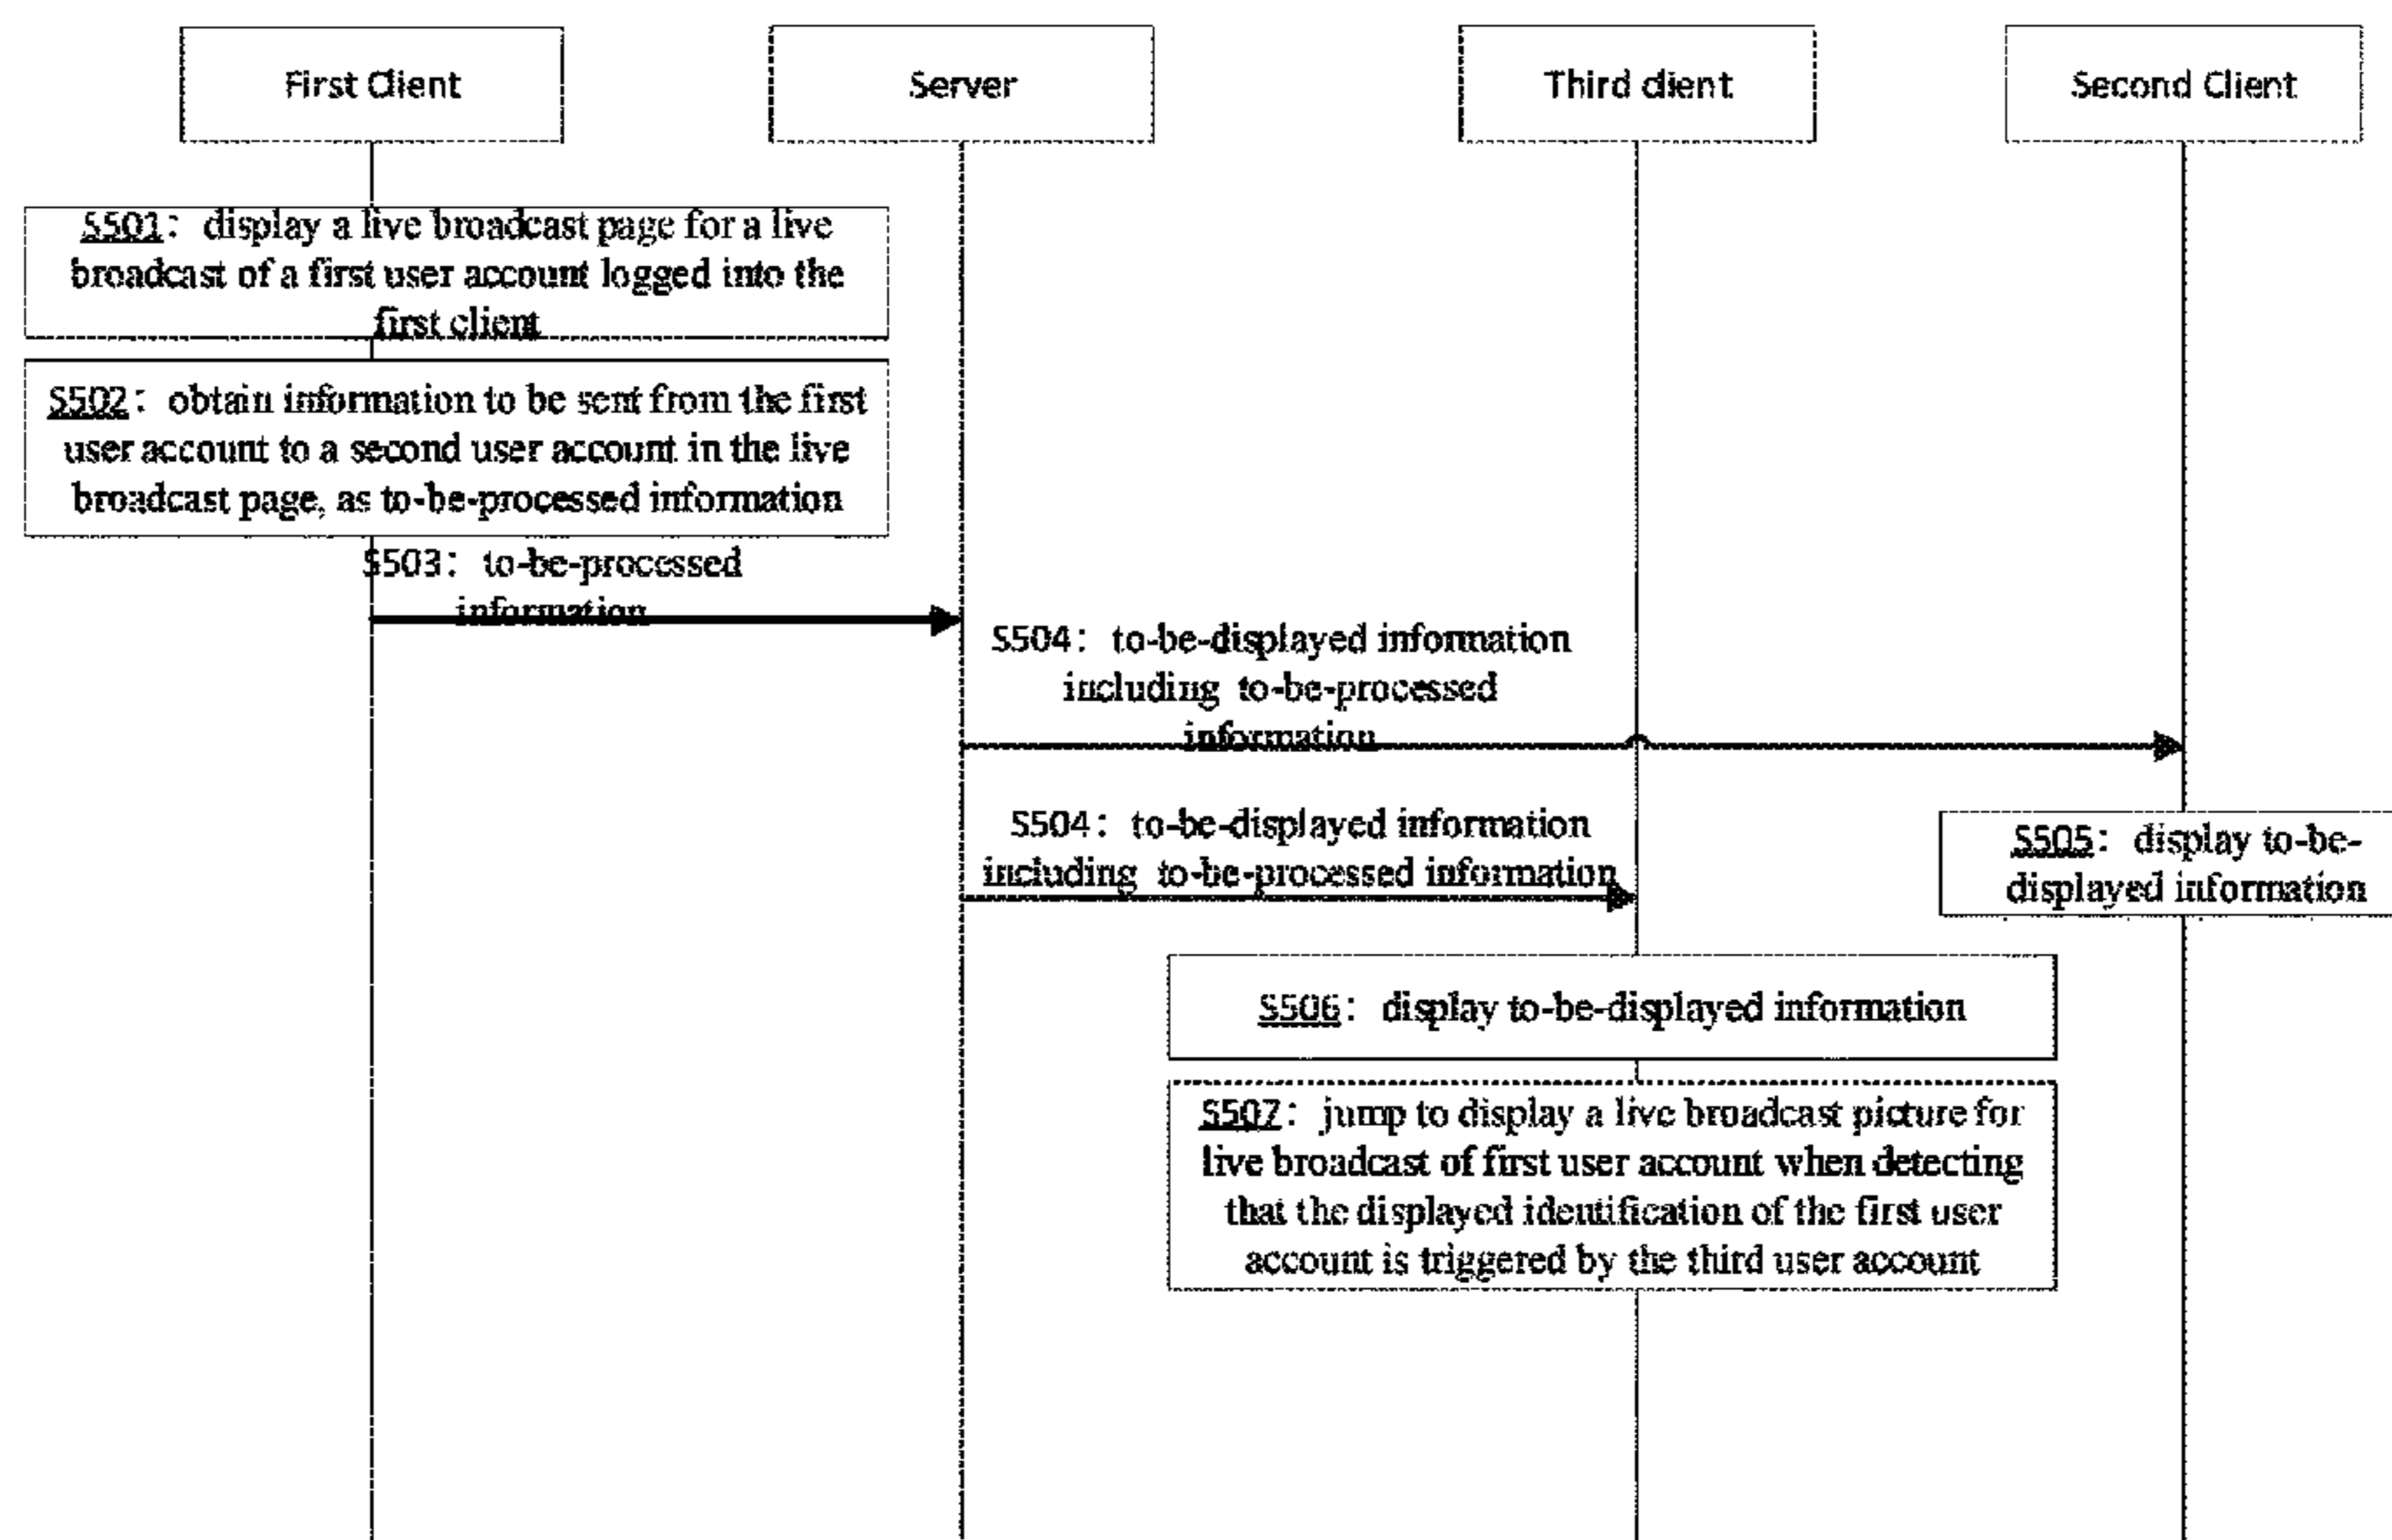 First Client
Server
Third client
Second Client
S501: display a live broadcast page for a live
broadcast of a first user account logged into the
first client
S502: obtain information to be sent from the first
user account to a second user account in the live
broadcast page, as to-be-processed information
S503: to-be-processed
information
S504: to-be-displayed information
including to-be-processed
information
S504: to-be-displayed information
including to-be-processed information
S505: display to-be-
displayed information
S506: display to-be-displayed information
S507: jump to display a live broadcast picture for
live broadcast of first user account when detecting
that the displayed identification of the first user
account is triggered by the third user account